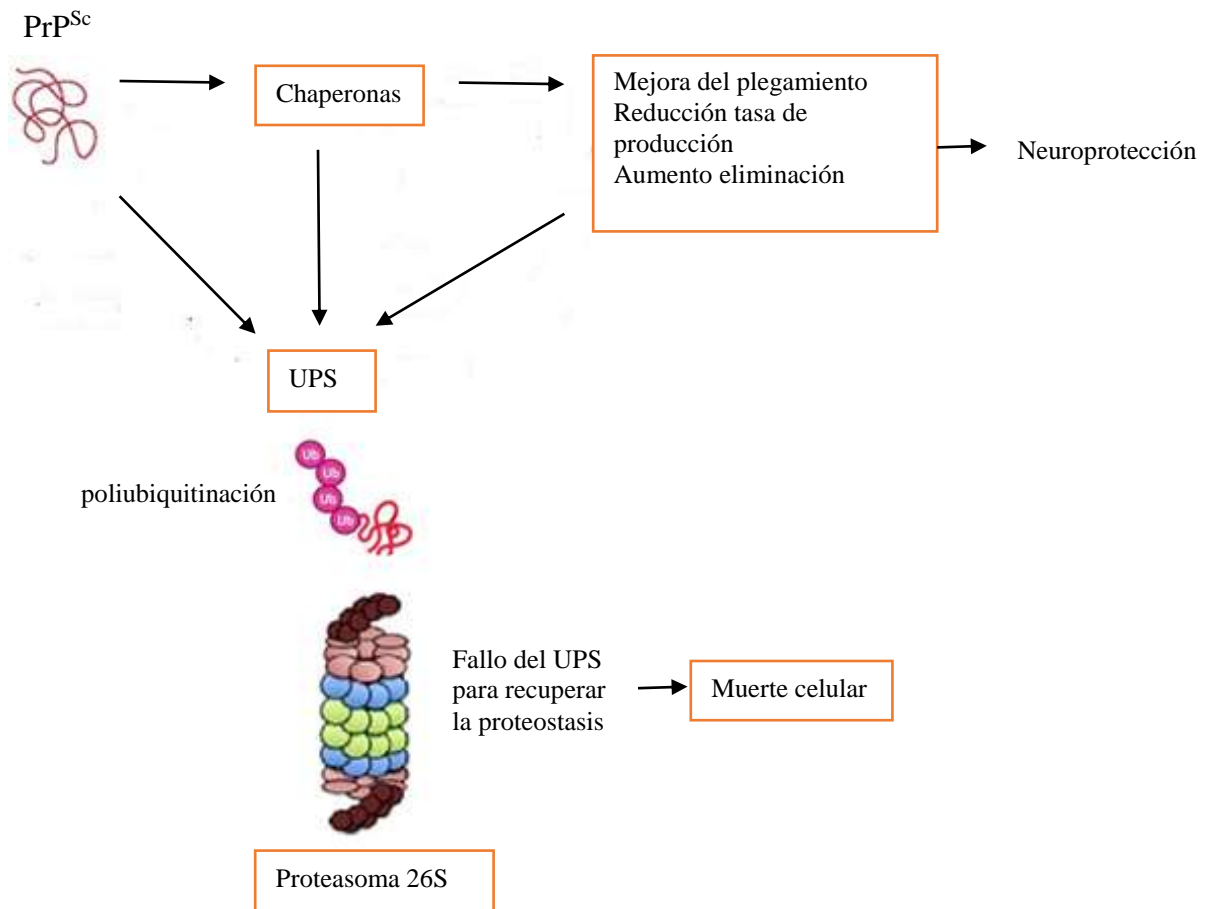 PrPSc
Chaperonas
Mejora del plegamiento
Reducción tasa de
producción
Aumento eliminación
Neuroprotección
UPS
Ub
Ub
Ub
Ub
poliubiquitinación
Fallo del UPS
para recuperar
la proteostasis
Muerte celular
Proteasoma 26S